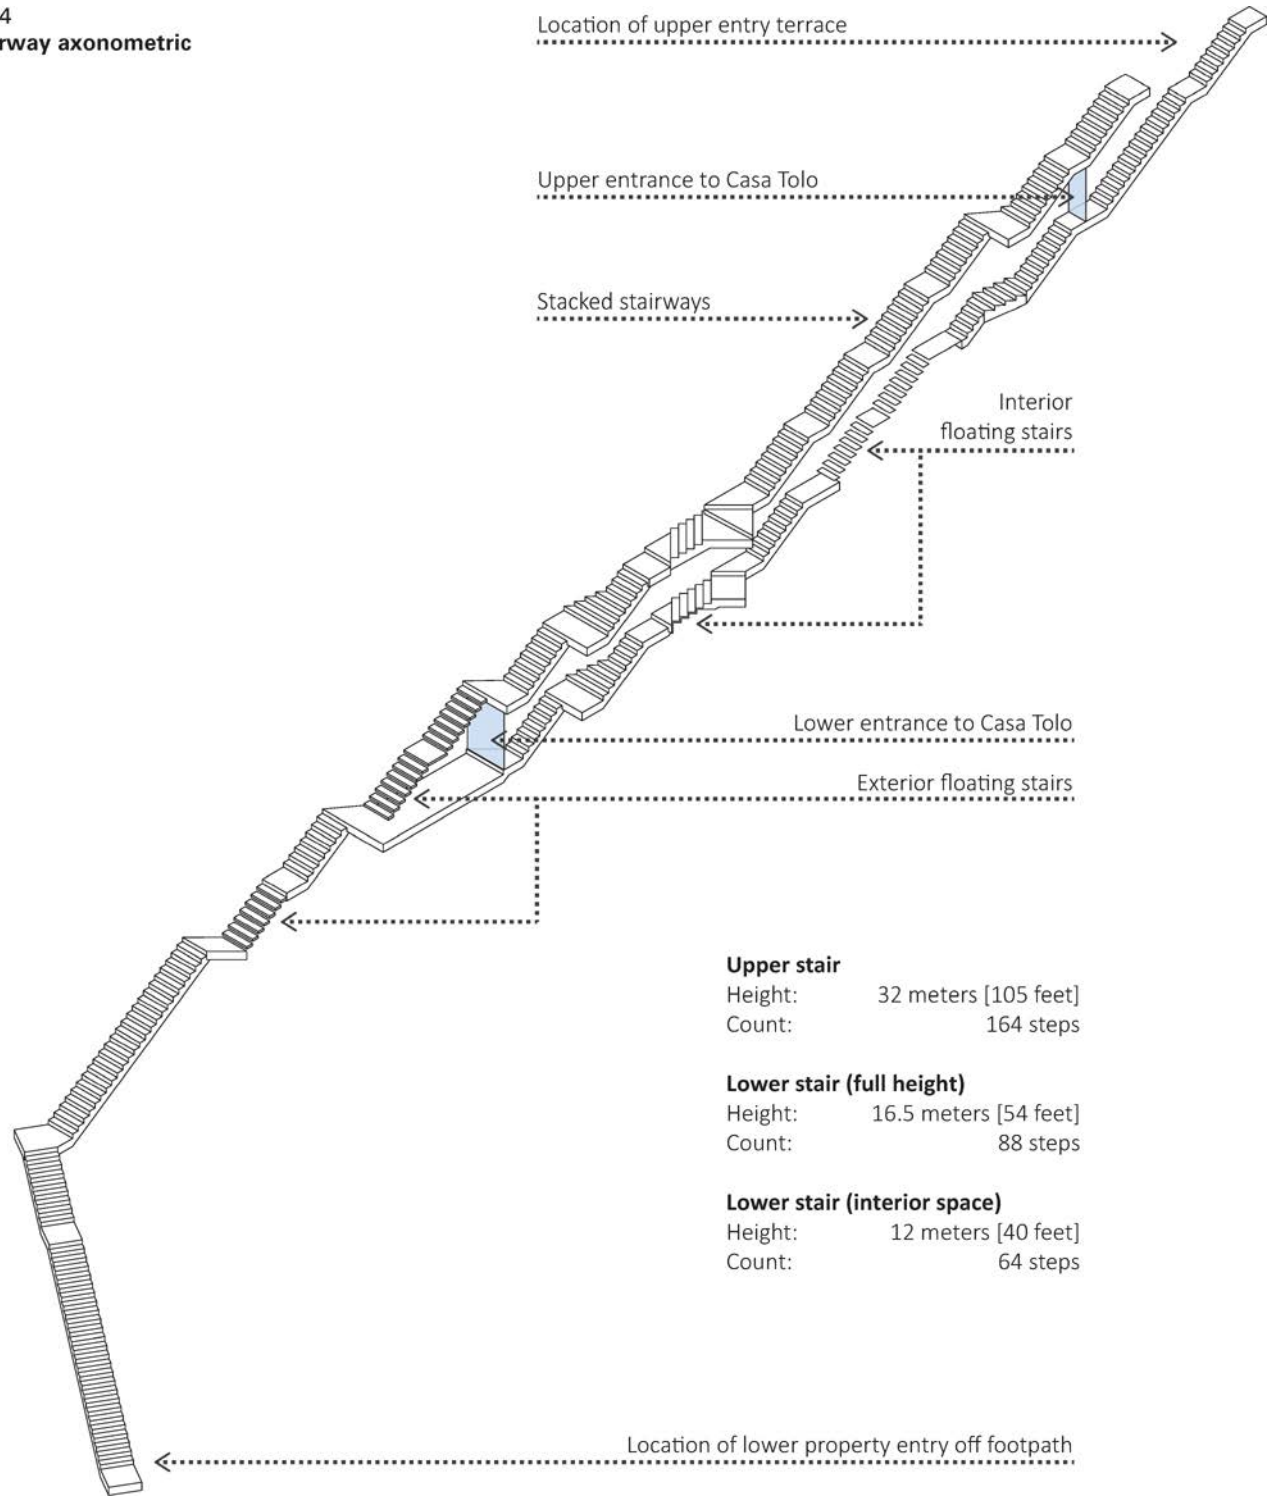 4
rway axonometric
Location of upper entry terrace
Upper entrance to Casa Tolo
Stacked stairways
Interior
floating stairs
Lower entrance to Casa Tolo
Exterior floating stairs
Upper stair
Height: 32 meters [105 feet]
Count: 164 steps
Lower stair (full height)
Height: 16.5 meters [54 feet]
Count: 88 steps
Lower stair (interior space)
Height: 12 meters [40 feet]
Count: 64 steps
Location of lower property entry off footpath